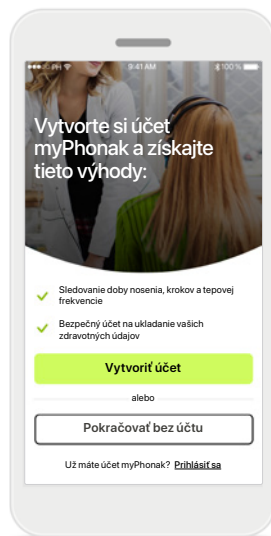 PH 9:41 AM 100 %
Vytvorte si účet
myPhonak a získajte
tieto výhody:
Sledovanie doby nosenia, krokov a tepovej
frekvencie
Bezpečný účet na ukladanie vašich
zdravotných údajov
Vytvoriť účet
alebo
Pokračovať bez účtu
Už máte účet myPhonak? Prihlásiť sa